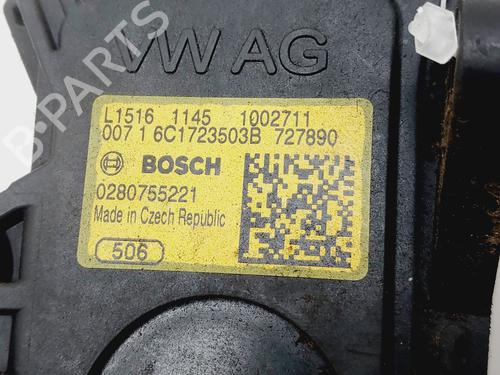 B-PARTS
VW AG
L1516 1145 1002711
007 1 6C1723503B 727890
BOSCH
0280755221
Made in Czech Republic
506